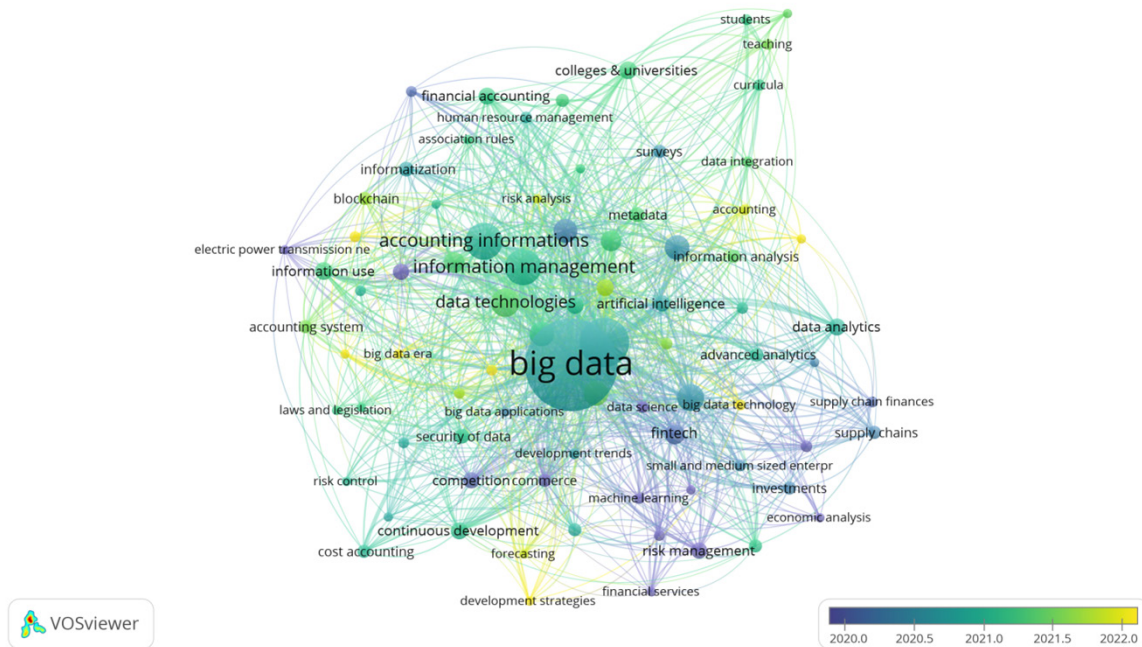 students
teaching
colleges & universities
curricula
financial accounting
human resource management
association rules
surveys
data integration
informatization
blockchain
risk analysis
accounting
metadata
accounting informations
electric power transmission ne
information analysis
information management
information use
data technologies
artificial intelligence
accounting system
data analytics
big data era
big data
advanced analytics
supply chain finances
laws and legislation
big data applications
data science
big data technology
security of data
fintech
supply chains
development trends
small and medium sized enterpr
risk control
competition
commerce
machine learning
investments
economic analysis
continuous development
cost accounting
forecasting
risk management
financial services
development strategies
VOSviewer
2020.0 2020.5 2021.0 2021.5 2022.0